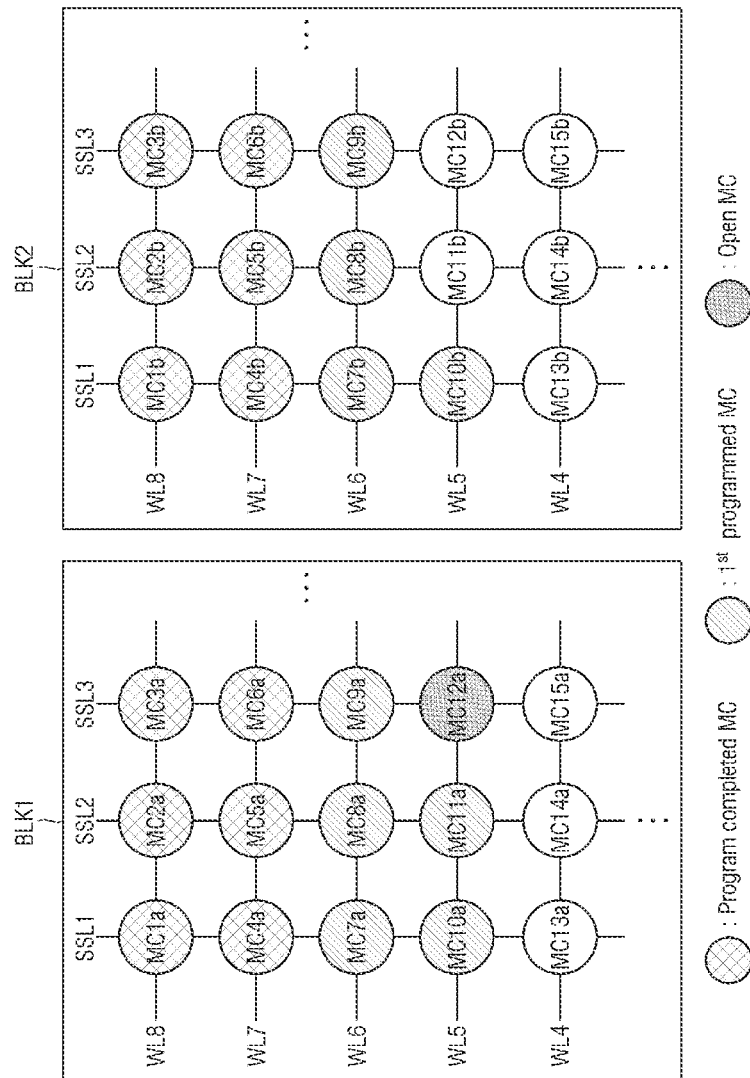 BLK1
SSL1 SSL2 SSL3
WL8 MC1a MC2a MC3a
WL7 MC4a MC5a MC6a
WL6 MC7a MC8a MC9a
WL5 MC10a MC11a MC12a
WL4 MC13a MC14a MC15a
BLK2
SSL1 SSL2 SSL3
WL8 MC1b MC2b MC3b
WL7 MC4b MC5b MC6b
WL6 MC7b MC8b MC9b
WL5 MC10b MC11b MC12b
WL4 MC13b MC14b MC15b
: Program completed MC : 1st programmed MC : Open MC